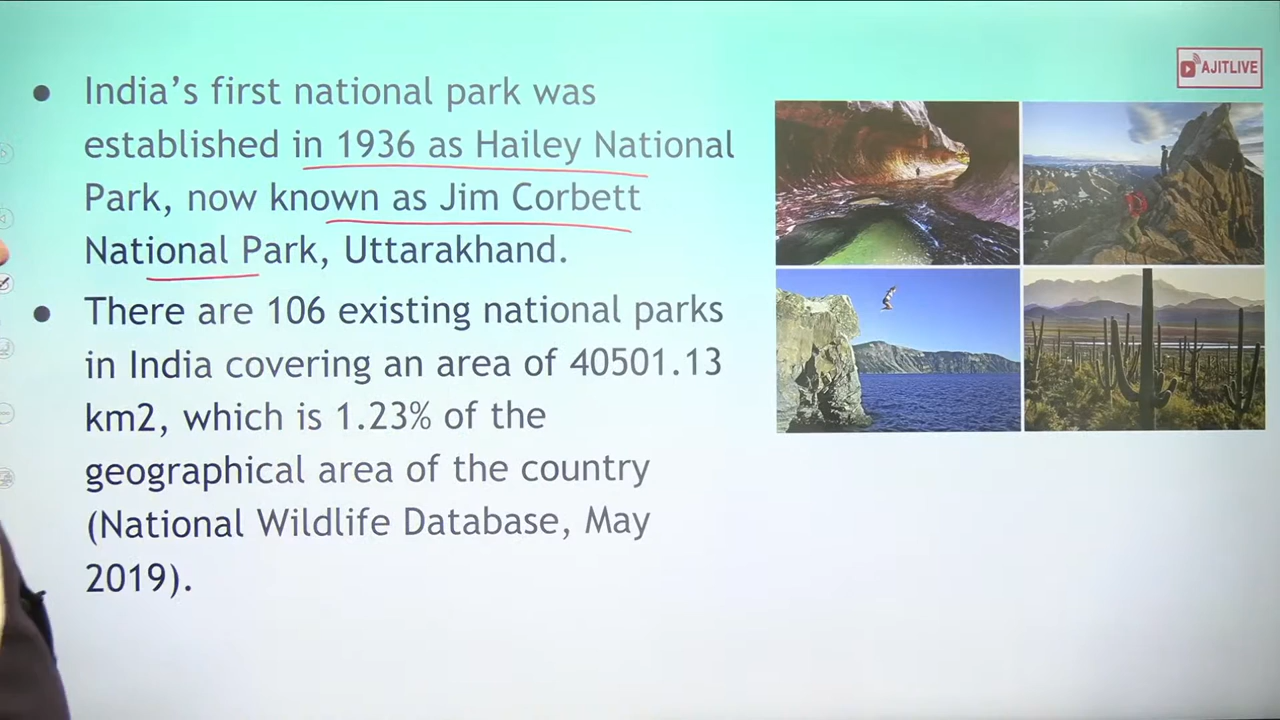 AJITLIVE
• India's first national park was
established in 1936 as Hailey National
Park, now known as Jim Corbett
National Park, Uttarakhand.
• There are 106 existing national parks
in India covering an area of 40501.13
km2, which is 1.23% of the
geographical area of the country
(National Wildlife Database, May
2019).